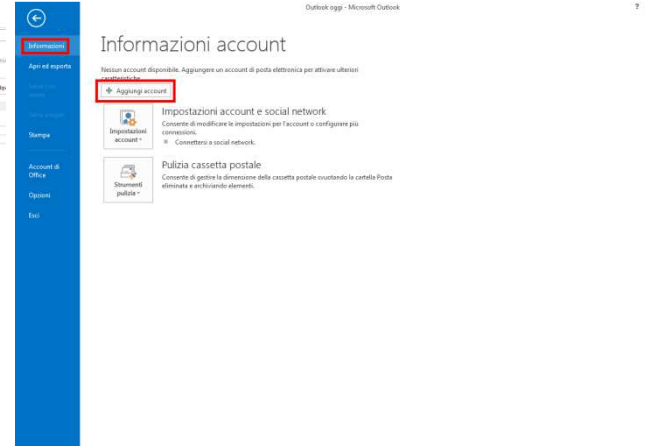 Outlook oggi - Microsoft Outlook
?
Informazioni
Apri ed esporta
Stampa
Account di
Office
Opzioni
Esci
Informazioni account
Nessun account disponibile. Aggiungere un account di posta elettronica per attivare ulteriori
caratteristiche.
Aggiungi account
Impostazioni
account
Impostazioni account e social network
Consente di modificare le impostazioni per l'account o configurare più
connessioni.
Connettersi a social network.
Strumenti
pulizia
Pulizia cassetta postale
Consente di gestire la dimensione della cassetta postale svuotando la cartella Posta
eliminata e archiviando elementi.